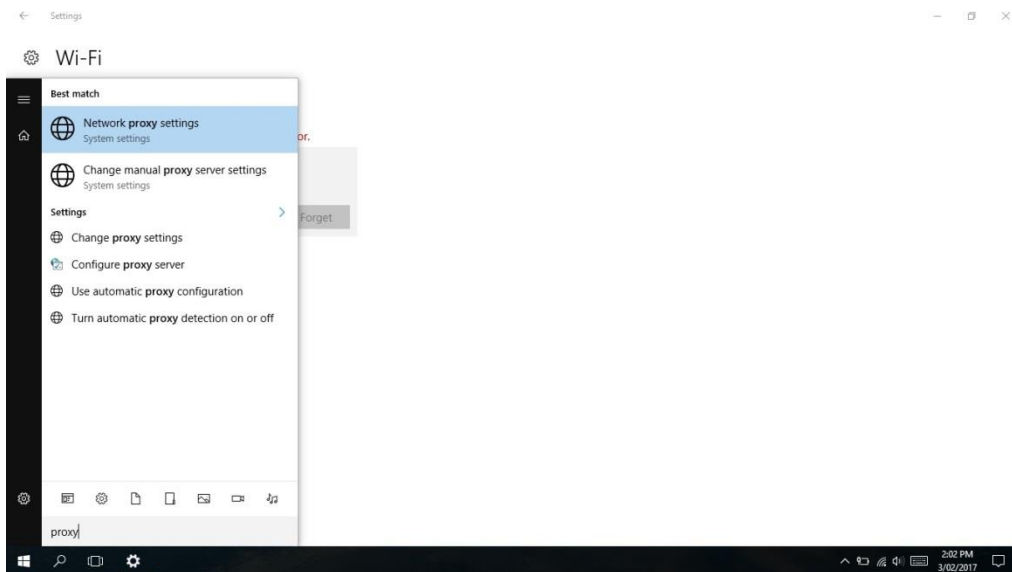 Settings
Wi-Fi
Best match
Network proxy settings
System settings
or.
Change manual proxy server settings
System settings
Settings
Forget
Change proxy settings
Configure proxy server
Use automatic proxy configuration
Turn automatic proxy detection on or off
proxy
2:02 PM
3/02/2017